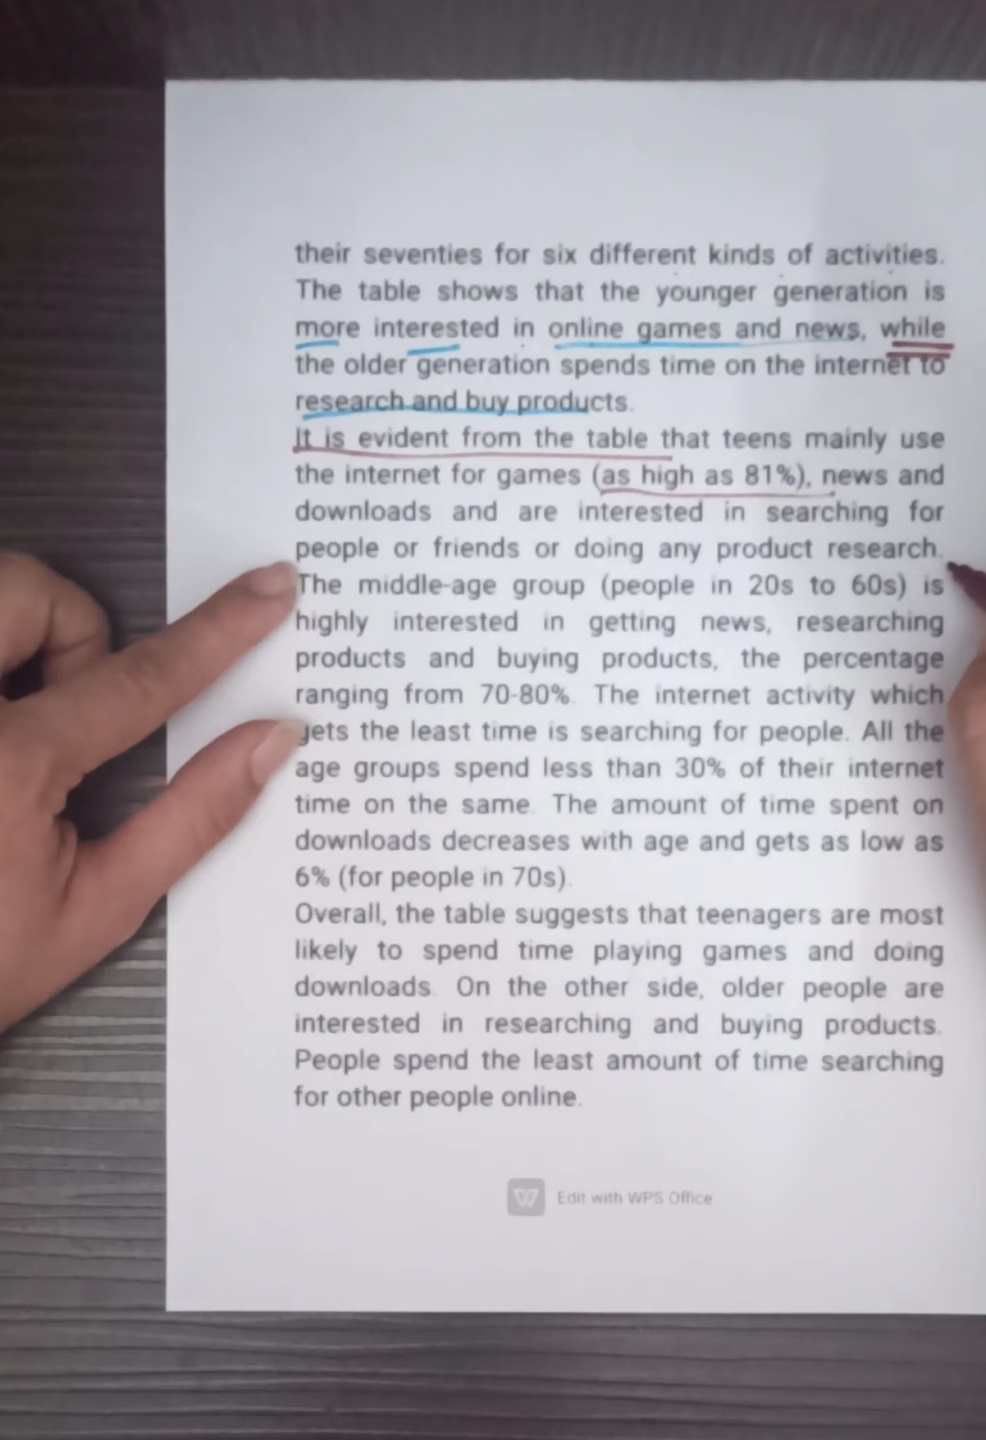 their seventies for six different kinds of activities.
The table shows that the younger generation is
more interested in online games and news, while
the older generation spends time on the internet to
research and buy products.
It is evident from the table that teens mainly use
the internet for games (as high as 81%), news and
downloads and are interested in searching for
people or friends or doing any product research.
The middle-age group (people in 20s to 60s) is
highly interested in getting news, researching
products and buying products, the percentage
ranging from 70-80%. The internet activity which
gets the least time is searching for people. All the
age groups spend less than 30% of their internet
time on the same. The amount of time spent on
downloads decreases with age and gets as low as
6% (for people in 70s).
Overall, the table suggests that teenagers are most
likely to spend time playing games and doing
downloads. On the other side, older people are
interested in researching and buying products.
People spend the least amount of time searching
for other people online.
Edit with WPS Office